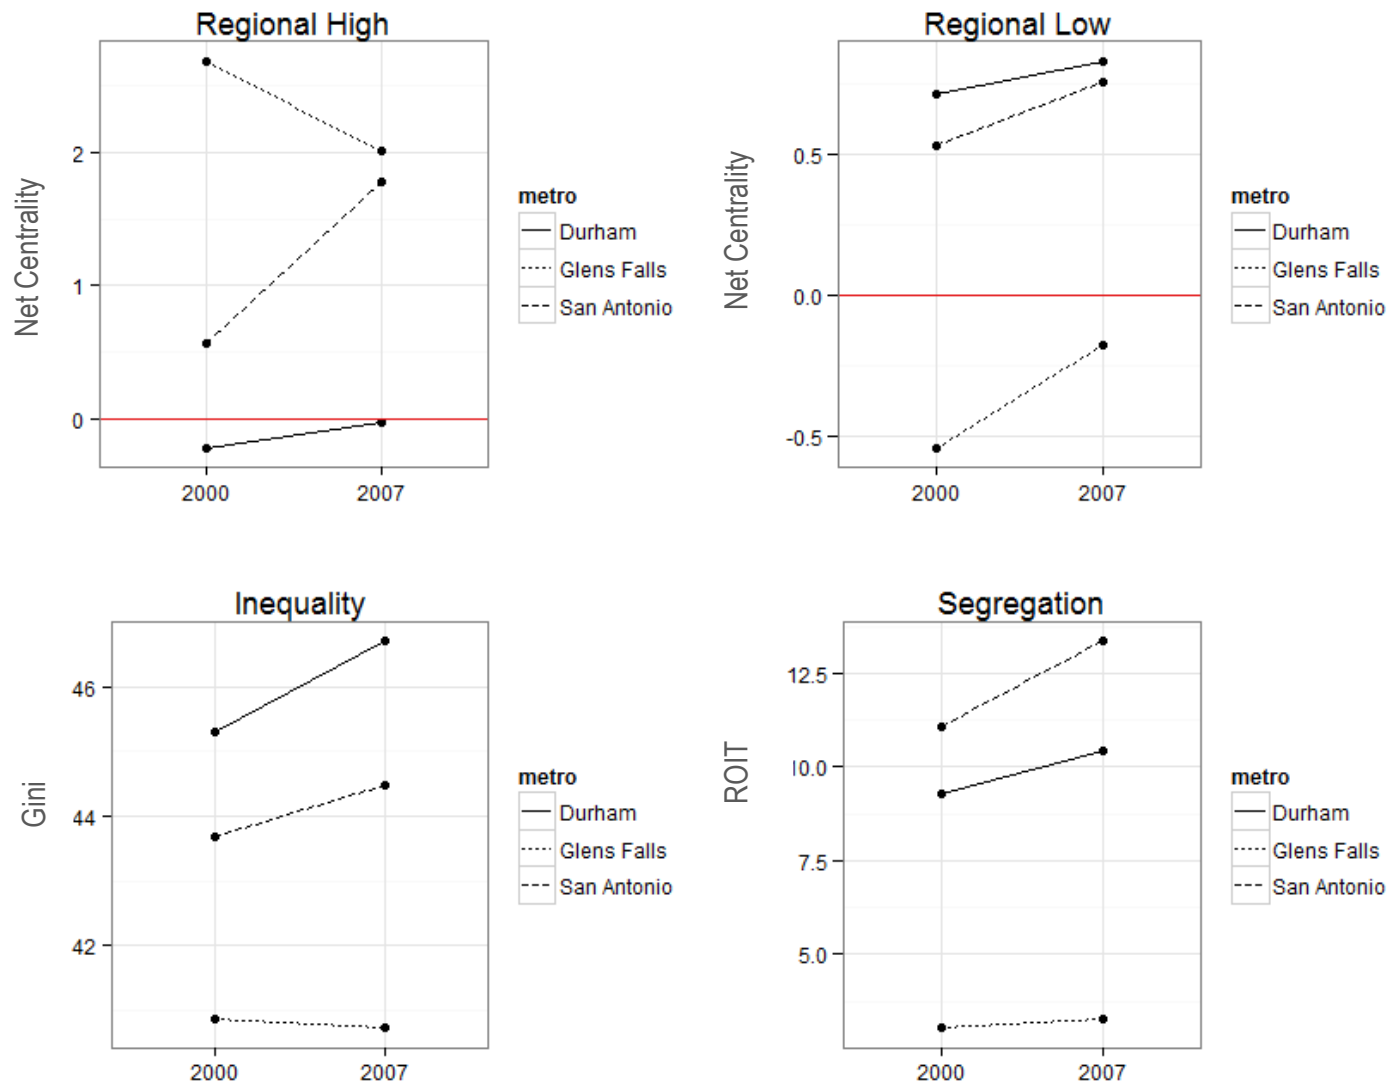 Regional High
Net Centrality
2
1
0
2000 2007
metro
Durham
Glens Falls
San Antonio
Regional Low
Net Centrality
0.5
0.0
-0.5
2000 2007
metro
Durham
Glens Falls
San Antonio
Inequality
Gini
46
44
42
2000 2007
metro
Durham
Glens Falls
San Antonio
Segregation
ROIT
12.5
10.0
7.5
5.0
2000 2007
metro
Durham
Glens Falls
San Antonio